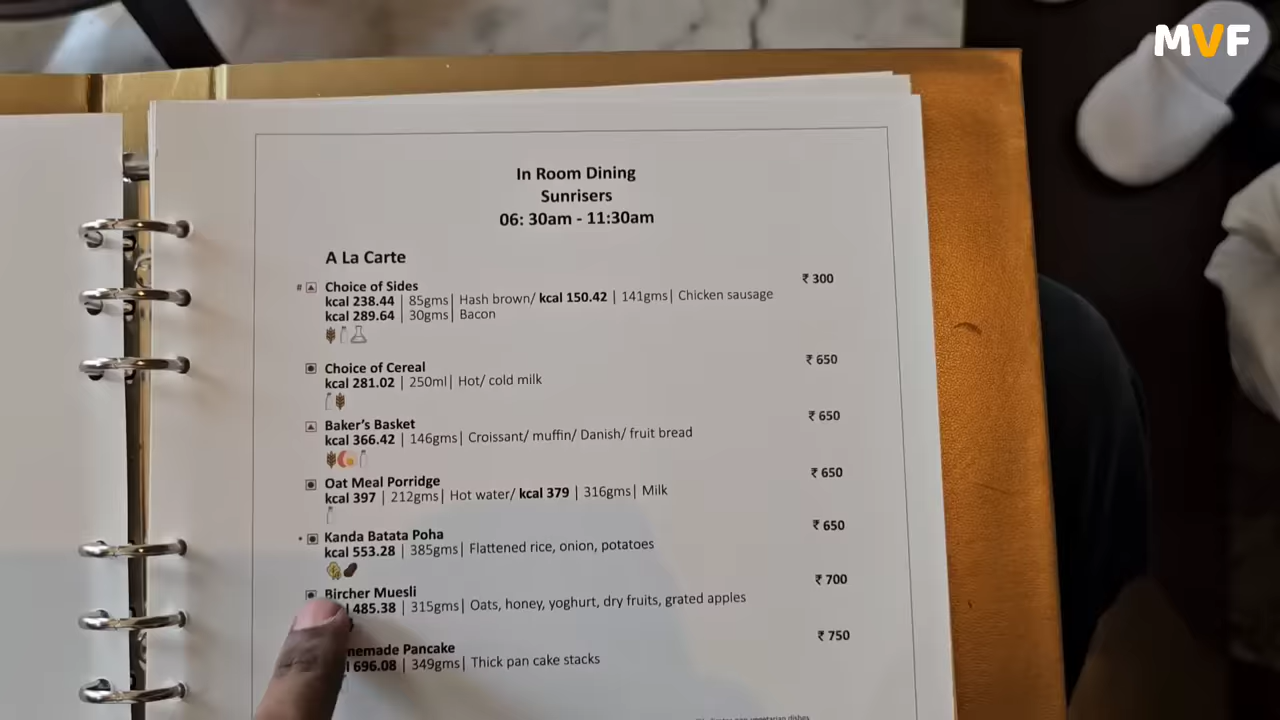 MVF
In Room Dining
Sunrisers
06: 30am - 11:30am
A La Carte
# Choice of Sides ₹ 300
kcal 238.44 | 85gms| Hash brown/ kcal 150.42 | 141gms| Chicken sausage
kcal 289.64 | 30gms| Bacon
Choice of Cereal ₹ 650
kcal 281.02 | 250ml| Hot/ cold milk
Baker's Basket ₹ 650
kcal 366.42 | 146gms| Croissant/ muffin/ Danish/ fruit bread
Oat Meal Porridge ₹ 650
kcal 397 | 212gms| Hot water/ kcal 379 | 316gms| Milk
Kanda Batata Poha ₹ 650
kcal 553.28 | 385gms| Flattened rice, onion, potatoes
Bircher Muesli ₹ 700
485.38 | 315gms| Oats, honey, yoghurt, dry fruits, grated apples
Pancake ₹ 750
696.08 | 349gms| Thick pan cake stacks